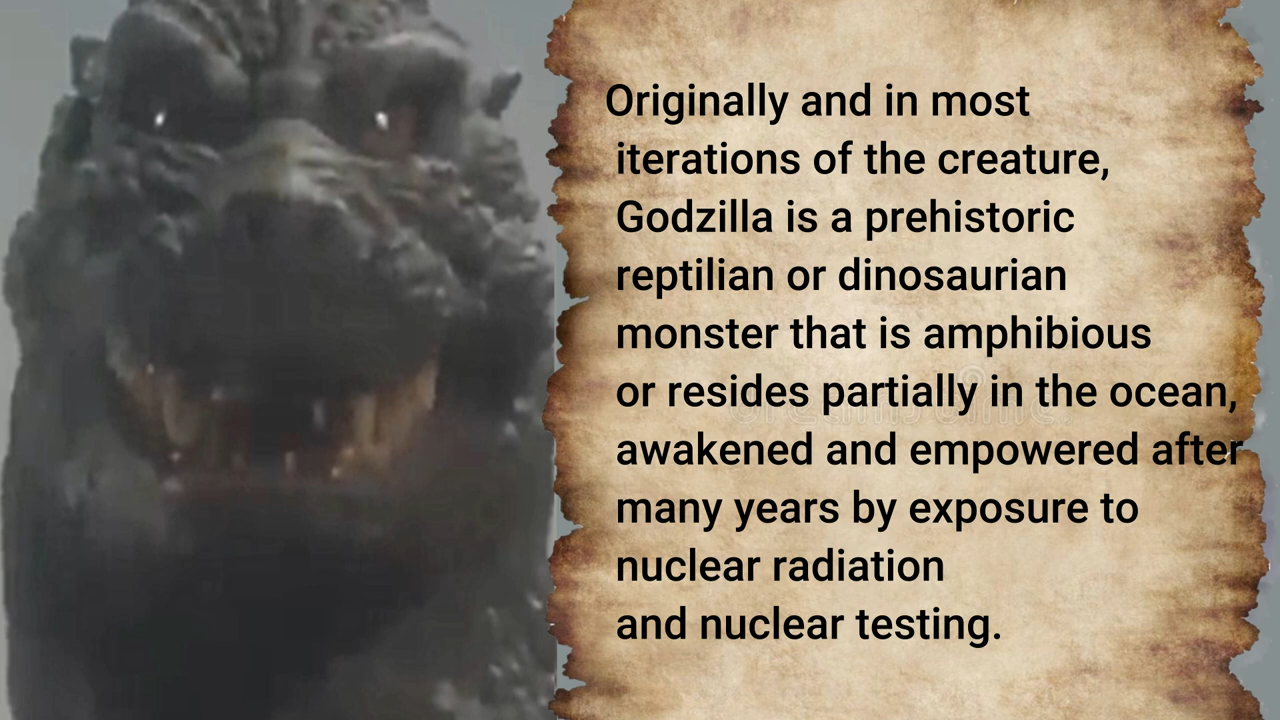 Originally and in most
iterations of the creature,
Godzilla is a prehistoric
reptilian or dinosaurian
monster that is amphibious
or resides partially in the ocean,
awakened and empowered after
many years by exposure to
nuclear radiation
and nuclear testing.